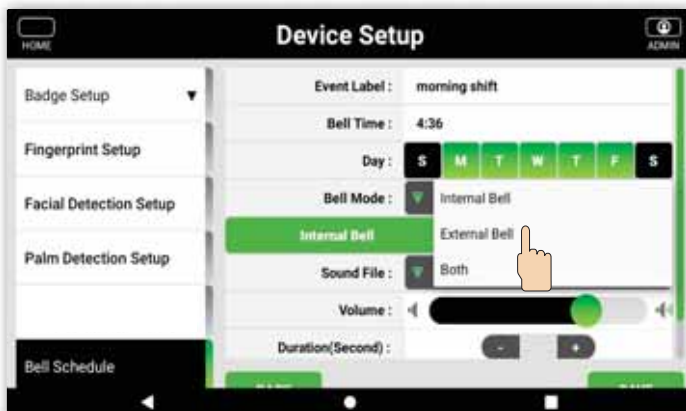 HOME
Device Setup
ADMIN
Badge Setup
Fingerprint Setup
Facial Detection Setup
Palm Detection Setup
Bell Schedule
Event Label : morning shift
Bell Time : 4:36
Day : S M T W T F S
Bell Mode : Internal Bell
External Bell
Both
Internal Bell
Sound File :
Volume :
Duration(Second) : - +